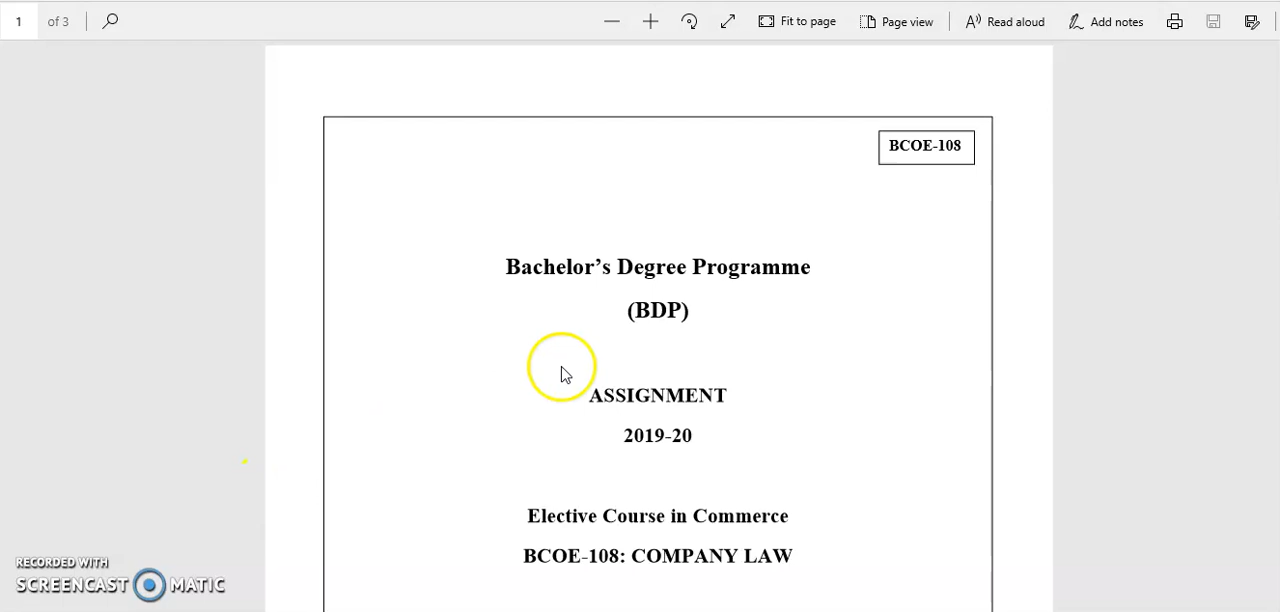 1 of 3 Fit to page Page view Read aloud Add notes
BCOE-108
Bachelor's Degree Programme
(BDP)
ASSIGNMENT
2019-20
Elective Course in Commerce
BCOE-108: COMPANY LAW
RECORDED WITH
SCREENCAST MATIC